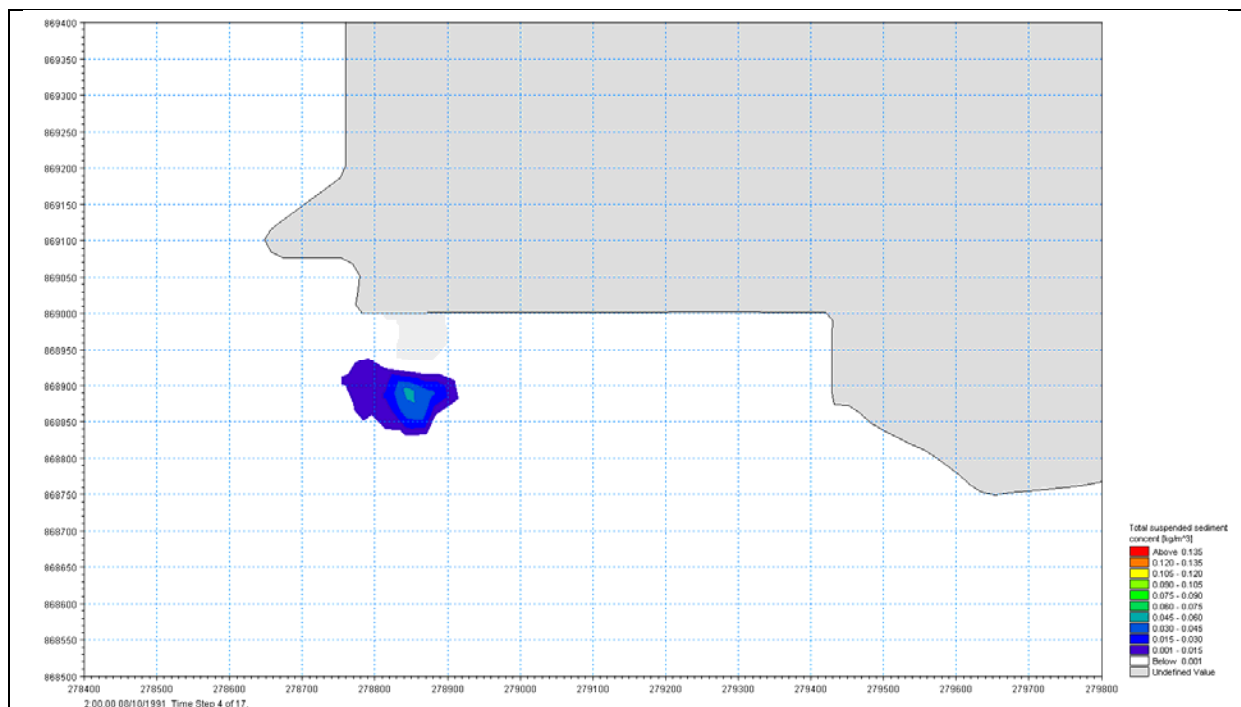 869400
869350
869300
869250
869200
869150
869100
869050
869000
868950
868900
868950
868800
868750
868700
868650
868600
868550
868500
278400 278500 278600 278700 278800 278900 279000 279100 279200 279300 279400 279500 279600 279700 279800
2:00:00 08/10/1991 Time Step 4 of 17.
Total suspended sediment
concent [kg/m^3]
Above 0.135
0.120 - 0.135
0.105 - 0.120
0.090 - 0.105
0.075 - 0.090
0.060 - 0.075
0.045 - 0.060
0.030 - 0.045
0.015 - 0.030
0.001 - 0.015
Below 0.001
Undefined Value